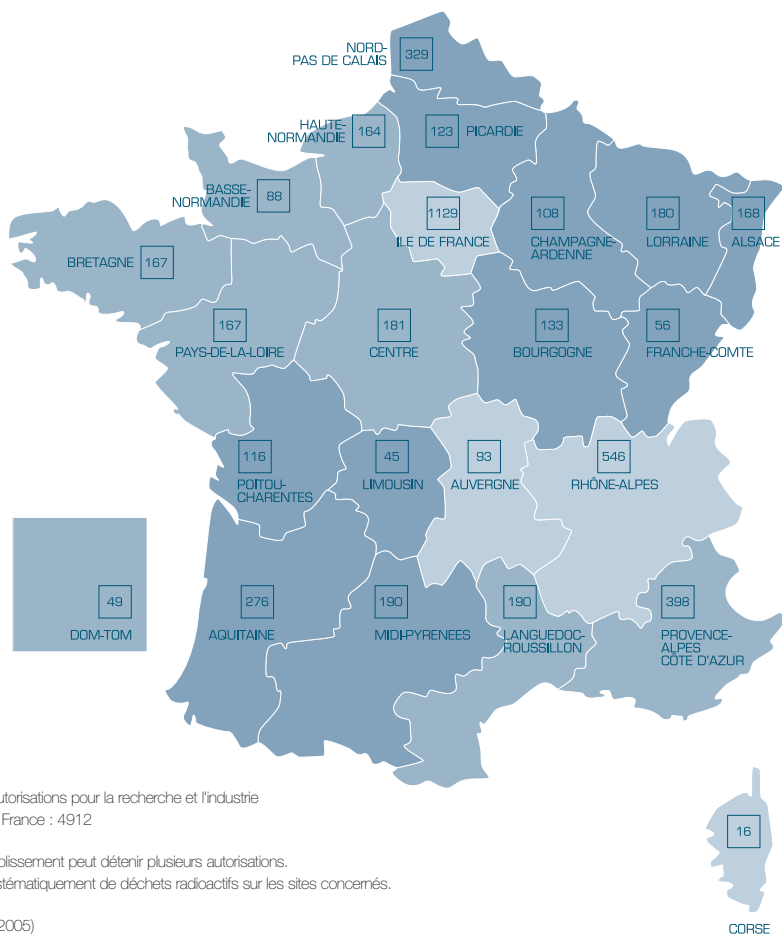 NORD-
PAS DE CALAIS
329
HAUTE-
NORMANDIE
164
123
PICARDIE
BASSE-
NORMANDIE
88
1129
ILE DE FRANCE
108
CHAMPAGNE-
ARDENNE
180
LORRAINE
168
ALSACE
BRETAGNE
167
167
PAYS-DE-LA-LOIRE
181
CENTRE
133
BOURGOGNE
56
FRANCHE-COMTE
116
POITOU-
CHARENTES
45
LIMOUSIN
93
AUVERGNE
546
RHÔNE-ALPES
49
DOM-TOM
276
AQUITAINE
190
MIDI-PYRENEES
190
LANGUEDOC-
ROUSSILLON
398
PROVENCE-
ALPES
CÔTE D'AZUR
utorisations pour la recherche et l'industrie
France : 4912
blissement peut détenir plusieurs autorisations.
stématiquement de déchets radioactifs sur les sites concernés.
2005)
16
CORSE